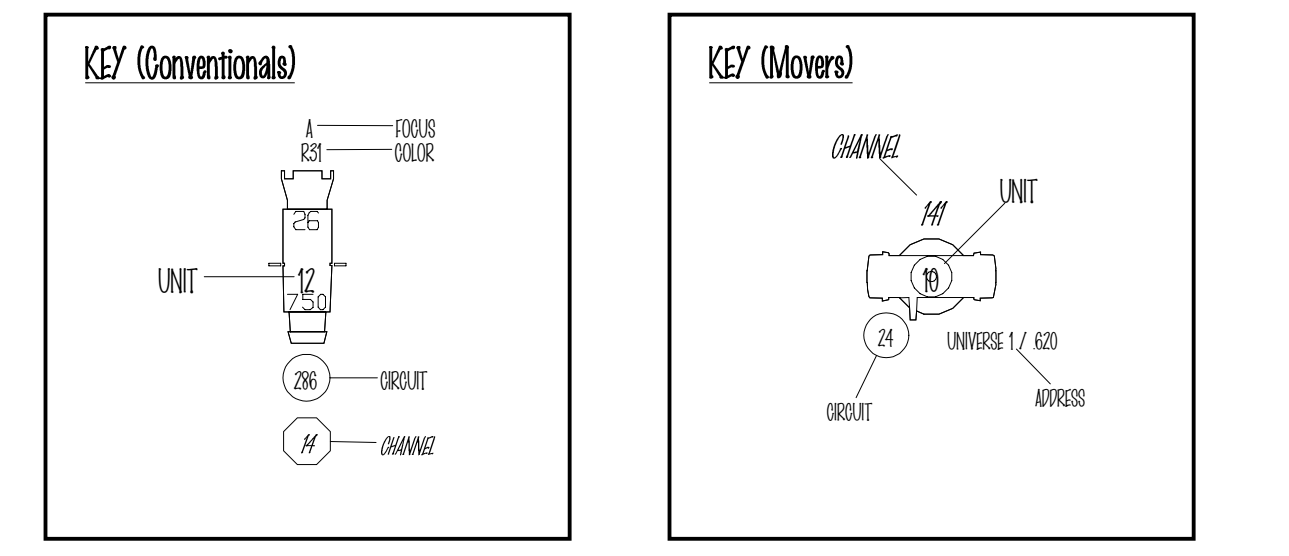 KEY (Conventionals)
A FOCUS
R31 COLOR
26
UNIT 12
750
286 CIRCUIT
14 CHANNEL
KEY (Movers)
CHANNEL
UNIT
141
24
UNIVERSE 1 / .620
ADDRESS
CIRCUIT